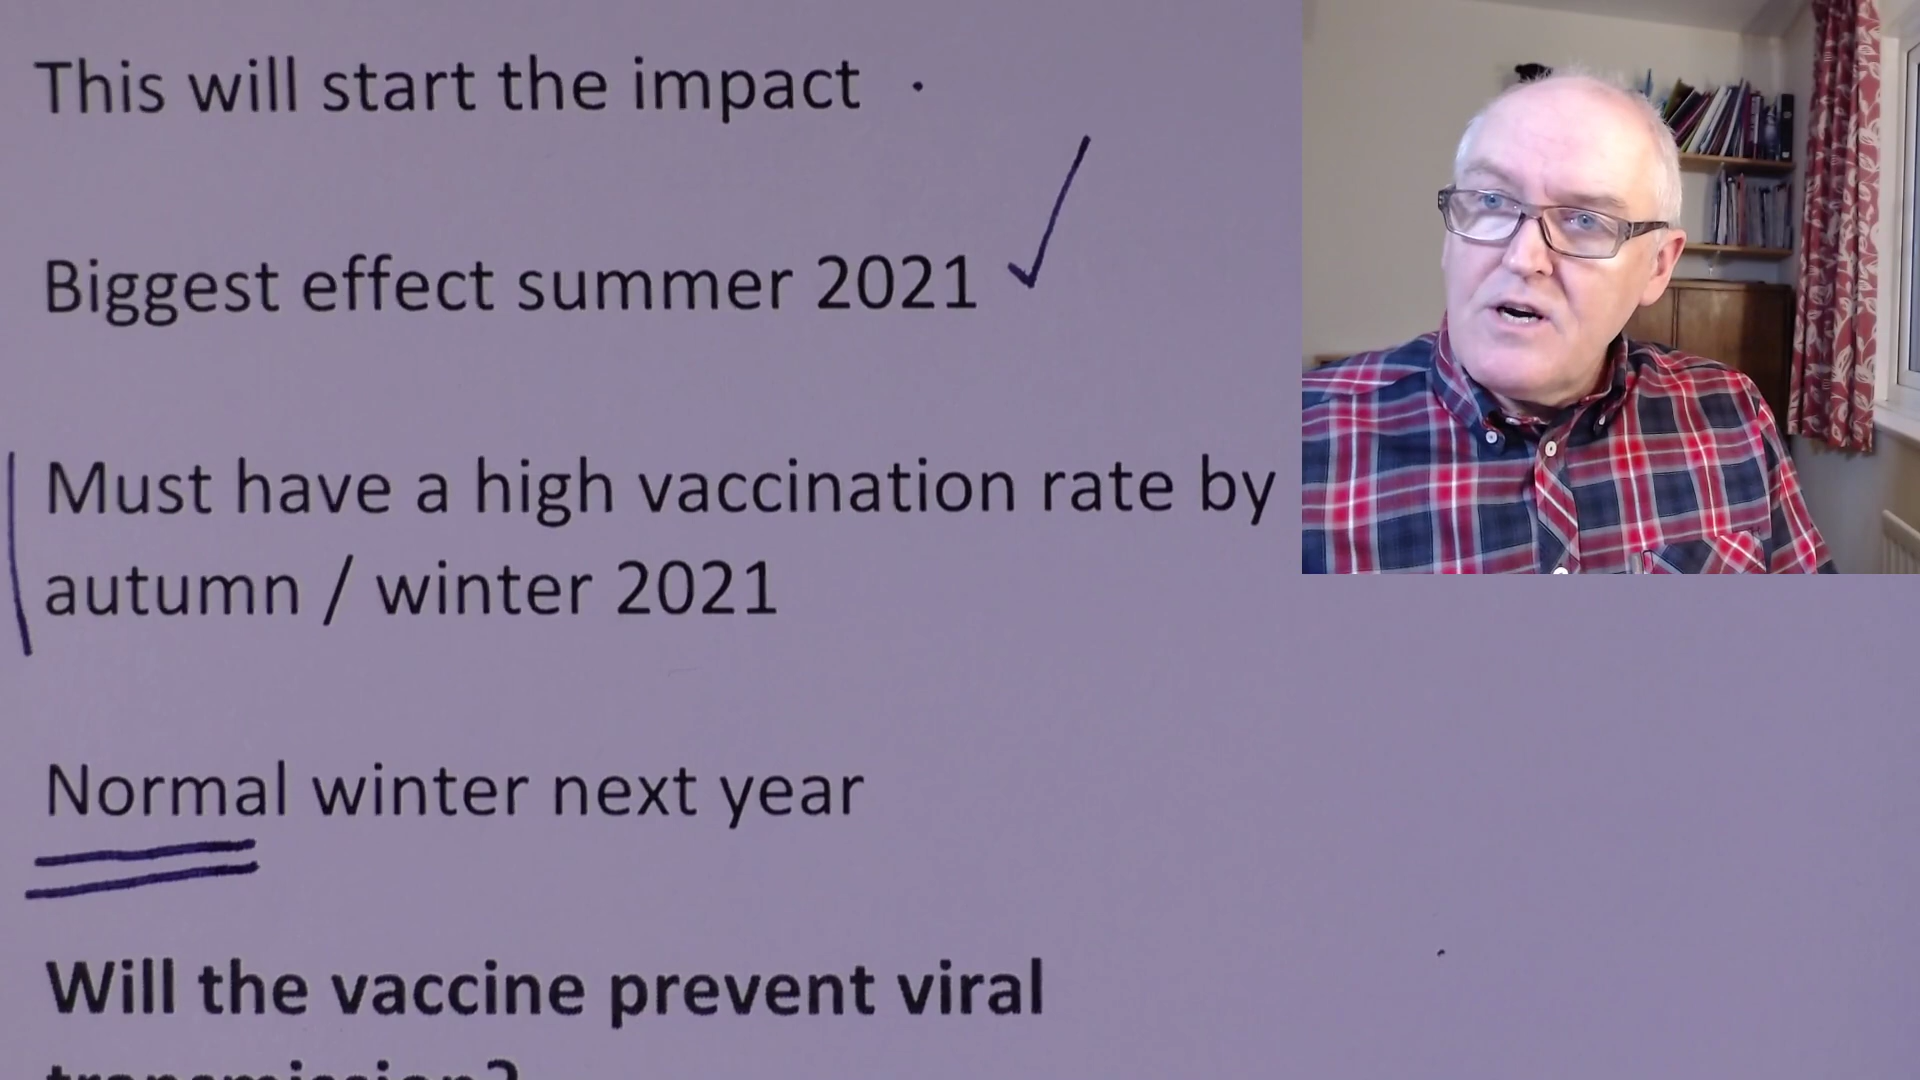 This will start the impact
Biggest effect summer 2021
Must have a high vaccination rate by
autumn / winter 2021
Normal winter next year
Will the vaccine prevent viral
transmission?